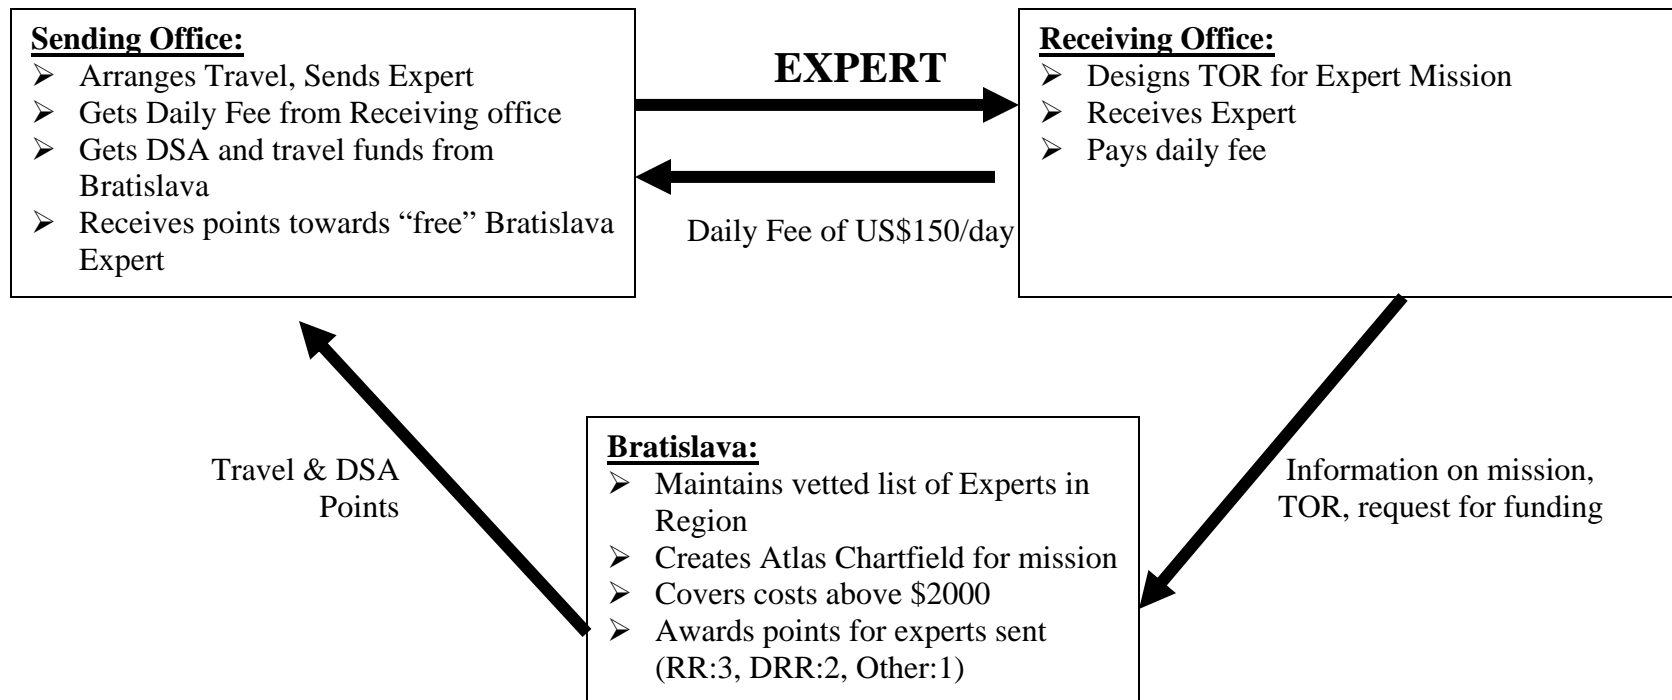 Sending Office:
➢ Arranges Travel, Sends Expert
➢ Gets Daily Fee from Receiving office
➢ Gets DSA and travel funds from
Bratislava
➢ Receives points towards “free” Bratislava
Expert
EXPERT
Daily Fee of US$150/day
Receiving Office:
➢ Designs TOR for Expert Mission
➢ Receives Expert
➢ Pays daily fee
Travel & DSA
Points
Bratislava:
➢ Maintains vetted list of Experts in
Region
➢ Creates Atlas Chartfield for mission
➢ Covers costs above $2000
➢ Awards points for experts sent
(RR:3, DRR:2, Other:1)
Information on mission,
TOR, request for funding